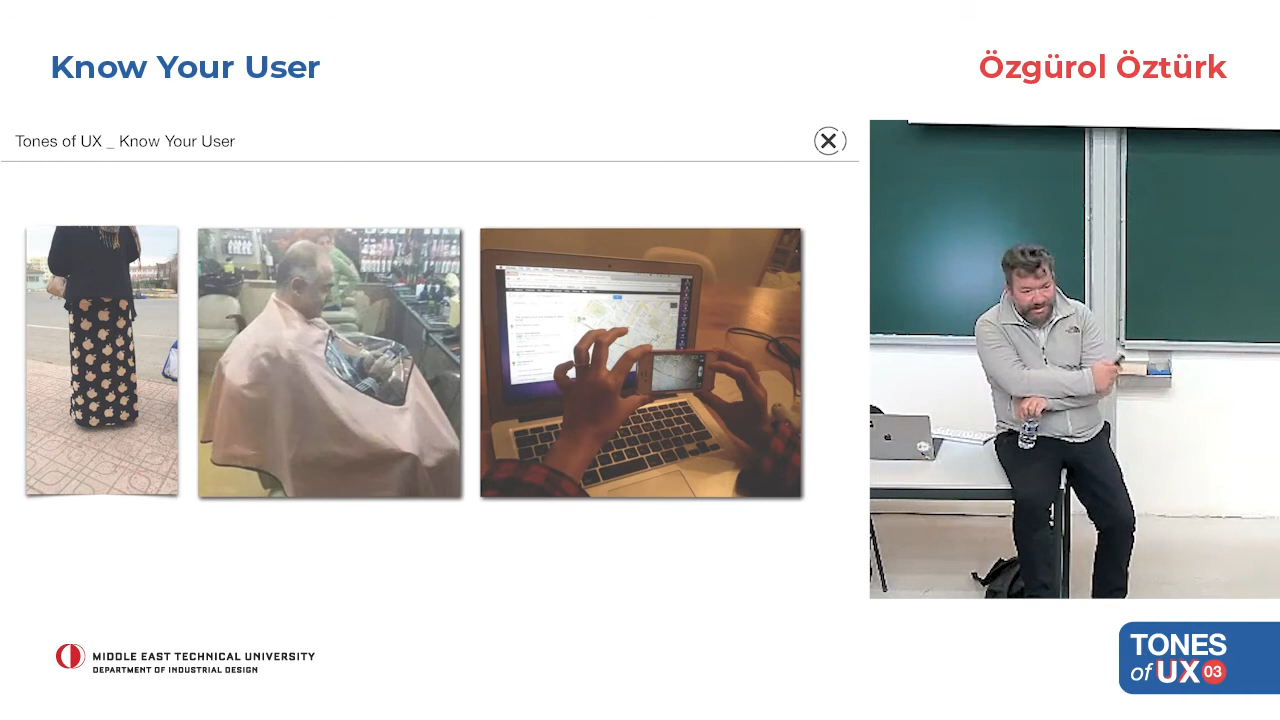 Know Your User
Özgürol Öztürk
Tones of UX _ Know Your User
MIDDLE EAST TECHNICAL UNIVERSITY
DEPARTMENT OF INDUSTRIAL DESIGN
TONES
of UX 03